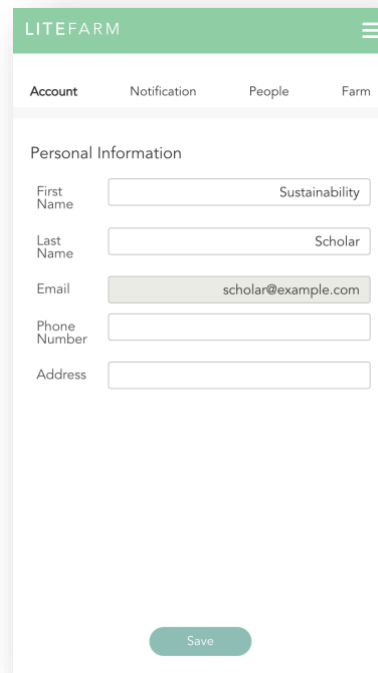 LITEFARM
Account Notification People Farm
Personal Information
First
Name
Sustainability
Last
Name
Scholar
Email
scholar@example.com
Phone
Number
Address
Save